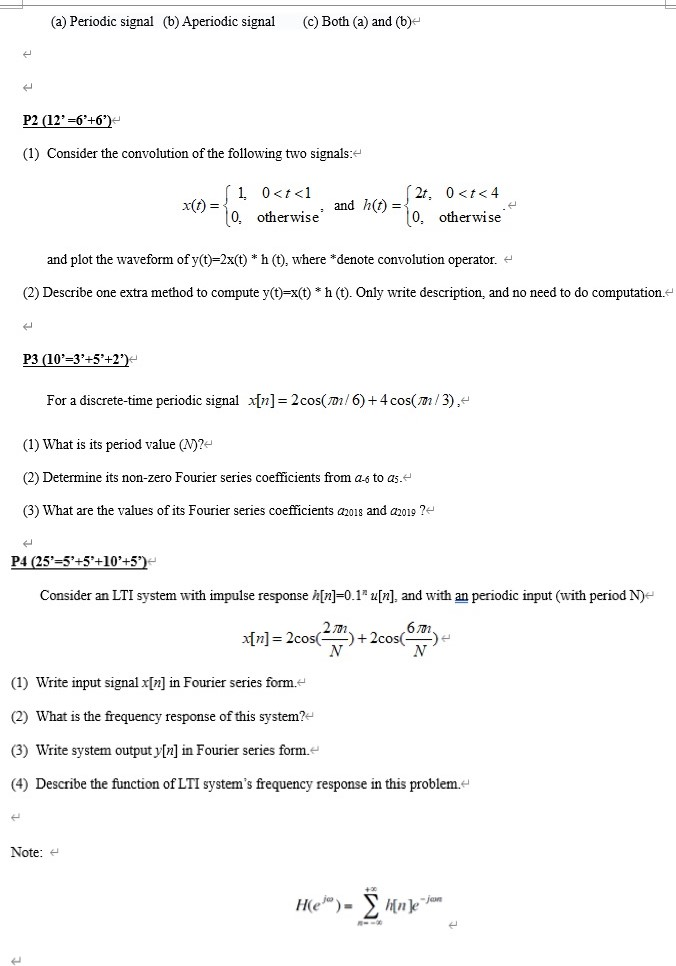 (a) Periodic signal (b) Aperiodic signal (c) Both (a) and (b)
P2 (12’ =6’+6’)
(1) Consider the convolution of the following two signals:
x(t) = { 1, 0 < t < 1; 0, otherwise , and h(t) = { 2t, 0 < t < 4; 0, otherwise .
and plot the waveform of y(t)=2x(t) * h (t), where *denote convolution operator.
(2) Describe one extra method to compute y(t)=x(t) * h (t). Only write description, and no need to do computation.
P3 (10’=3’+5’+2’)
For a discrete-time periodic signal x[n] = 2cos(πn / 6) + 4cos(πn / 3) ,
(1) What is its period value (N)?
(2) Determine its non-zero Fourier series coefficients from a-6 to a5.
(3) What are the values of its Fourier series coefficients a2018 and a2019 ?
P4 (25’=5’+5’+10’+5’)
Consider an LTI system with impulse response h[n]=0.1ⁿ u[n], and with an periodic input (with period N)
x[n] = 2cos(2πn/N) + 2cos(6πn/N)
(1) Write input signal x[n] in Fourier series form.
(2) What is the frequency response of this system?
(3) Write system output y[n] in Fourier series form.
(4) Describe the function of LTI system’s frequency response in this problem.
Note:
H(e^{jω}) = ∑_{n=-∞}^{+∞} h[n]e^{-jωn}